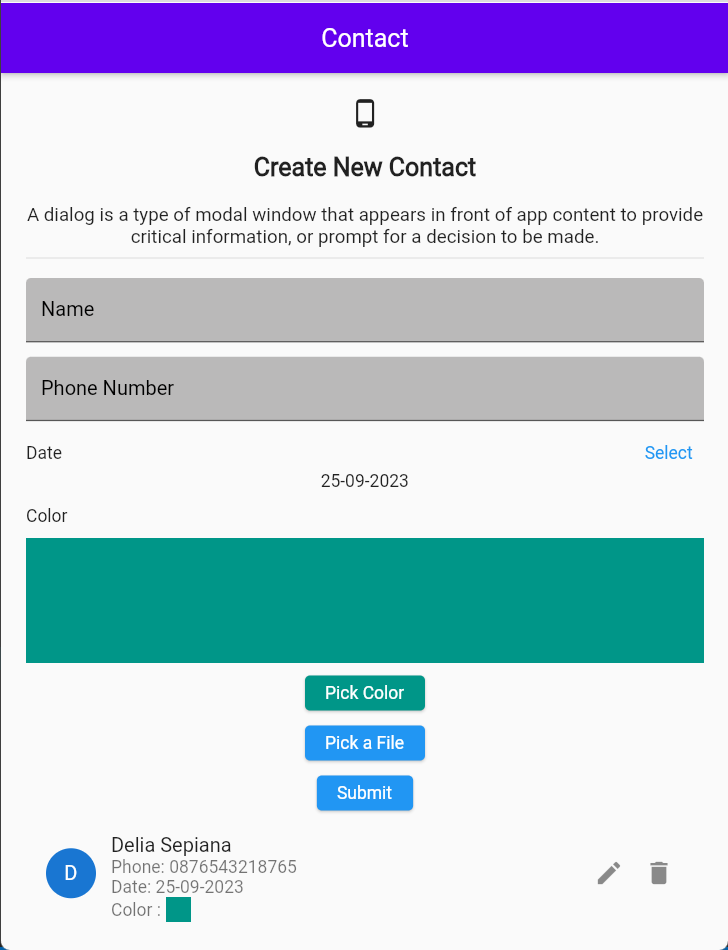 Contact
Create New Contact
A dialog is a type of modal window that appears in front of app content to provide
critical information, or prompt for a decision to be made.
Name
Phone Number
Date
Select
25-09-2023
Color
Pick Color
Pick a File
Submit
D
Delia Sepiana
Phone: 0876543218765
Date: 25-09-2023
Color :